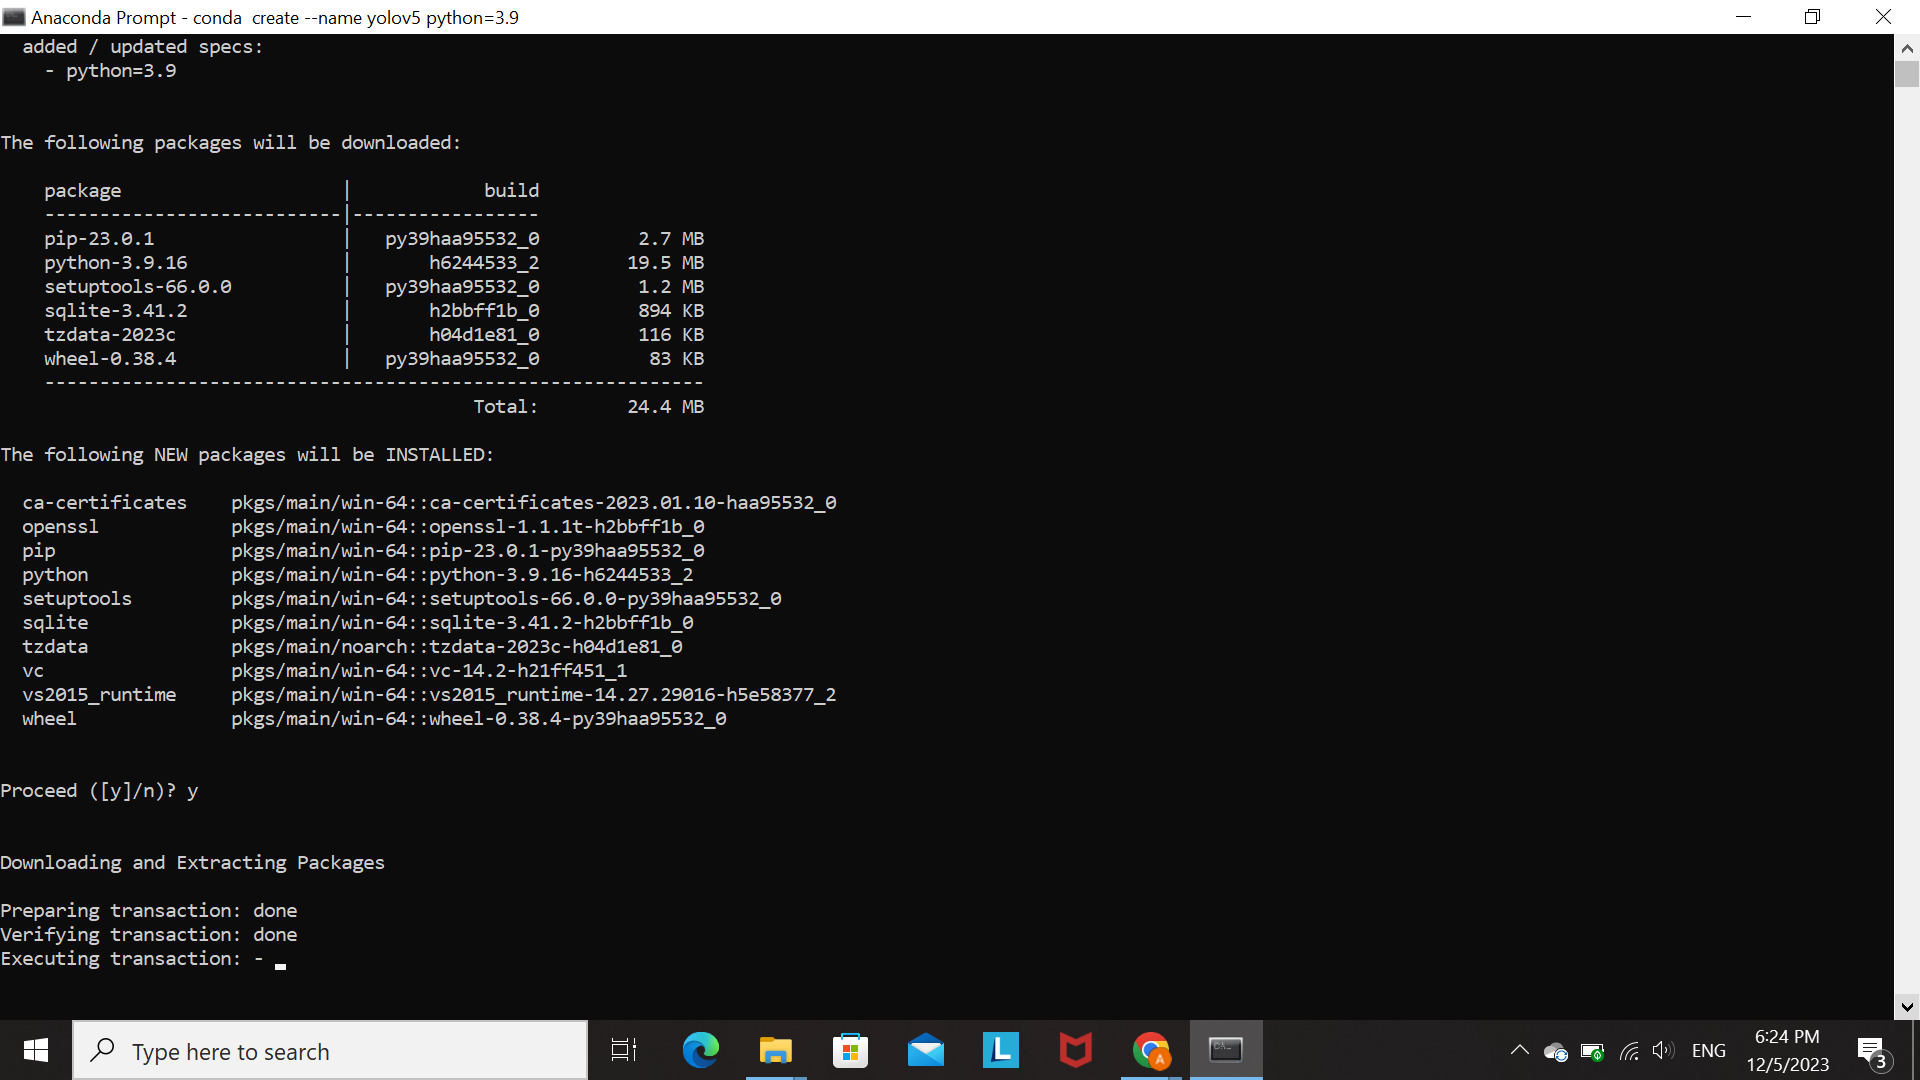 Anaconda Prompt - conda  create --name yolov5 python=3.9
added / updated specs:
- python=3.9
The following packages will be downloaded:
package                    |            build
---------------------------|-----------------
pip-23.0.1                 |   py39haa95532_0         2.7 MB
python-3.9.16              |       h6244533_2        19.5 MB
setuptools-66.0.0          |   py39haa95532_0         1.2 MB
sqlite-3.41.2              |       h2bbff1b_0         894 KB
tzdata-2023c               |       h04d1e81_0         116 KB
wheel-0.38.4               |   py39haa95532_0          83 KB
------------------------------------------------------------
Total:        24.4 MB
The following NEW packages will be INSTALLED:
ca-certificates    pkgs/main/win-64::ca-certificates-2023.01.10-haa95532_0
openssl            pkgs/main/win-64::openssl-1.1.1t-h2bbff1b_0
pip                pkgs/main/win-64::pip-23.0.1-py39haa95532_0
python             pkgs/main/win-64::python-3.9.16-h6244533_2
setuptools         pkgs/main/win-64::setuptools-66.0.0-py39haa95532_0
sqlite             pkgs/main/win-64::sqlite-3.41.2-h2bbff1b_0
tzdata             pkgs/main/noarch::tzdata-2023c-h04d1e81_0
vc                 pkgs/main/win-64::vc-14.2-h21ff451_1
vs2015_runtime     pkgs/main/win-64::vs2015_runtime-14.27.29016-h5e58377_2
wheel              pkgs/main/win-64::wheel-0.38.4-py39haa95532_0
Proceed ([y]/n)? y
Downloading and Extracting Packages
Preparing transaction: done
Verifying transaction: done
Executing transaction: -
Type here to search
L
A
ENG
6:24 PM
12/5/2023
3